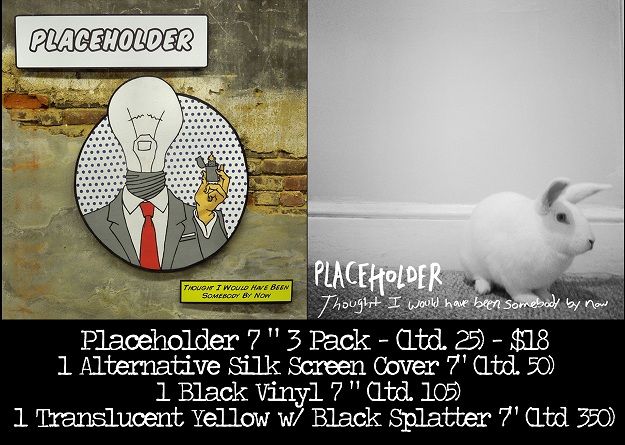 PLACEHOLDER
THOUGHT I WOULD HAVE BEEN
SOMEBODY BY NOW
PLACEHOLDER
Thought I would have been somebody by now
Placeholder 7 " 3 Pack - (ltd. 25) - $18
1 Alternative Silk Screen Cover 7" (ltd. 50)
1 Black Vinyl 7 " (ltd. 105)
1 Translucent Yellow w/ Black Splatter 7" (ltd 350)